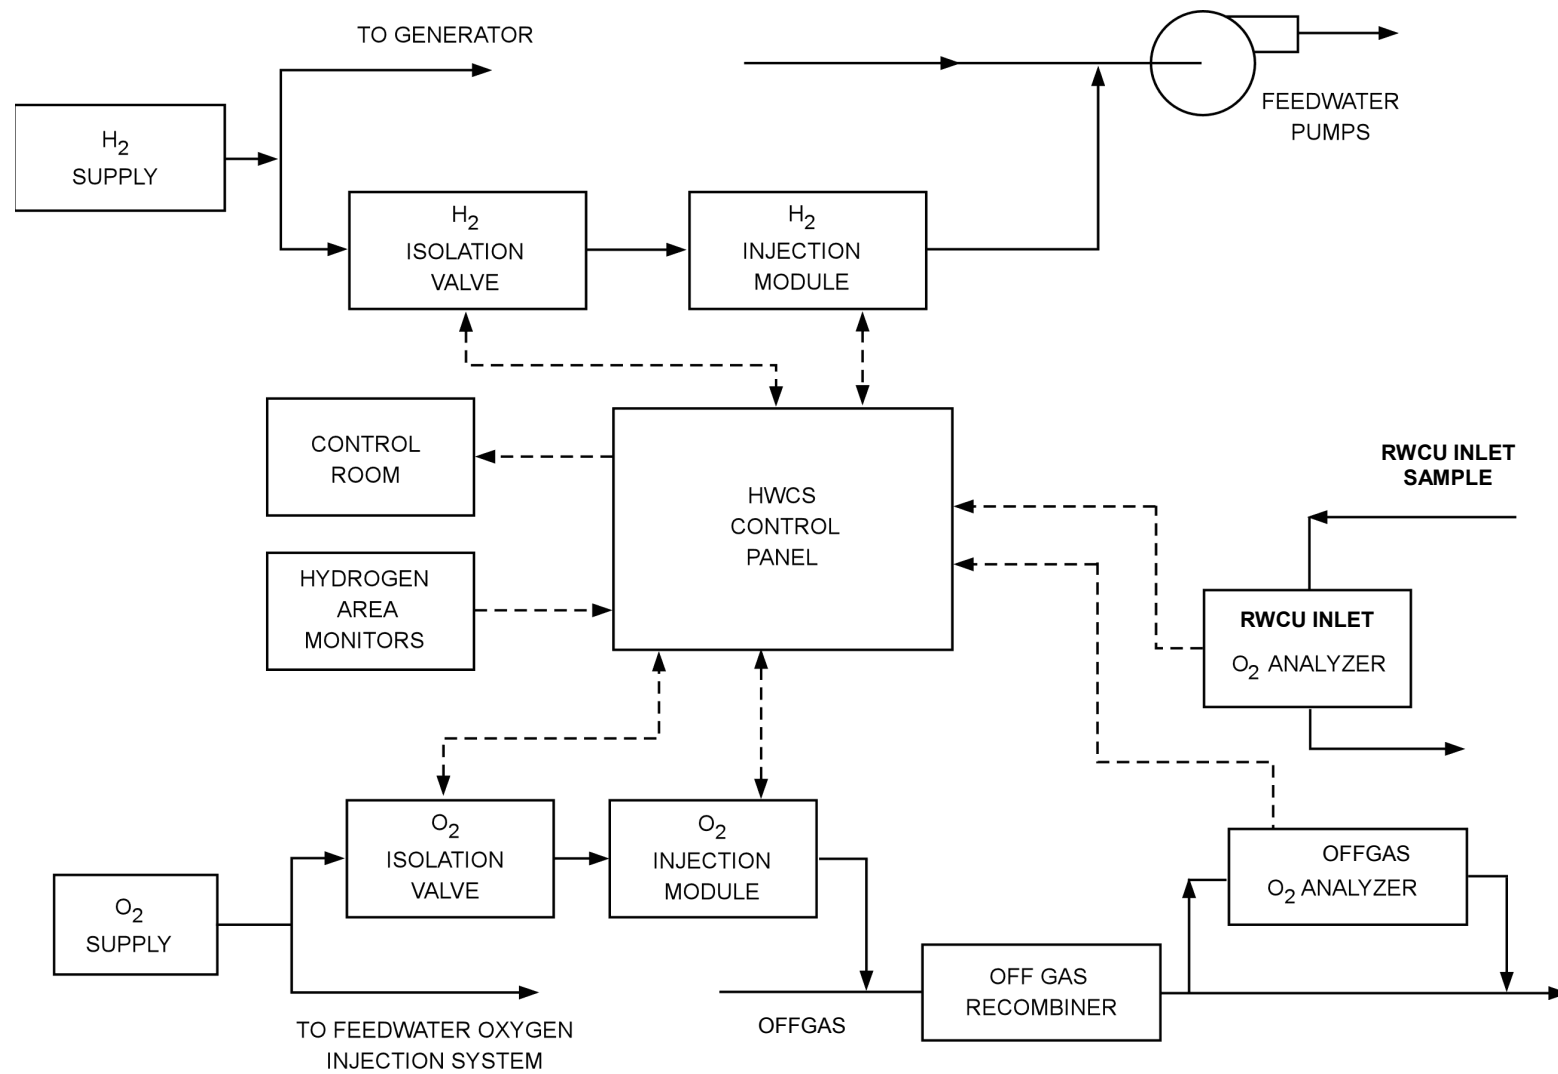 TO GENERATOR
FEEDWATER
PUMPS
H2
SUPPLY
H2
ISOLATION
VALVE
H2
INJECTION
MODULE
CONTROL
ROOM
HWCS
CONTROL
PANEL
RWCU INLET
SAMPLE
HYDROGEN
AREA
MONITORS
RWCU INLET
O2 ANALYZER
O2
ISOLATION
VALVE
O2
INJECTION
MODULE
OFFGAS
O2 ANALYZER
O2
SUPPLY
OFF GAS
RECOMBINER
OFFGAS
TO FEEDWATER OXYGEN
INJECTION SYSTEM